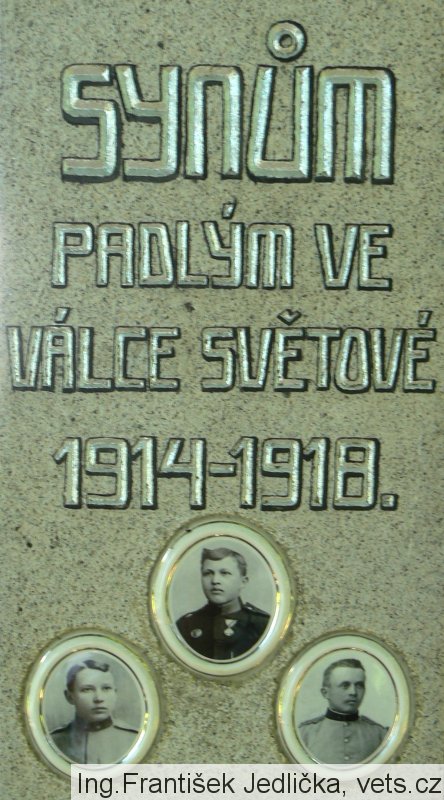 SYNŮM
PADLÝM VE
VÁLCE SVĚTOVÉ
1914-1918.
Ing.František Jedlička, vets.cz